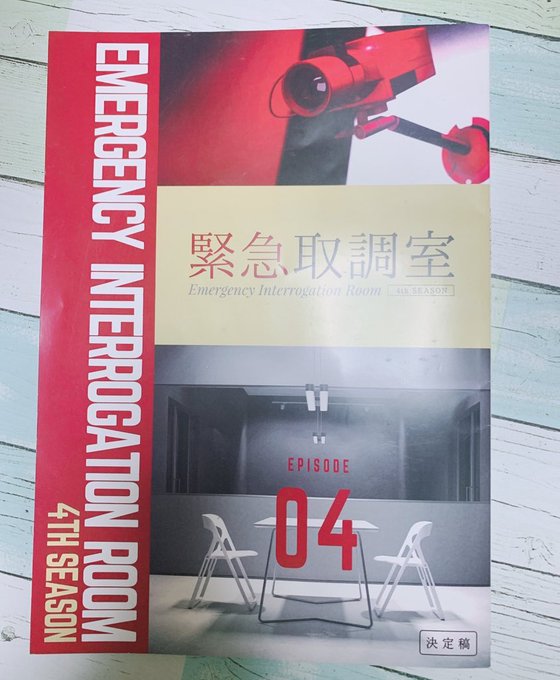 EMERGENCY INTERROGATION ROOM
4TH SEASON
緊急取調室
Emergency Interrogation Room 4th SEASON
EPISODE
04
決定稿